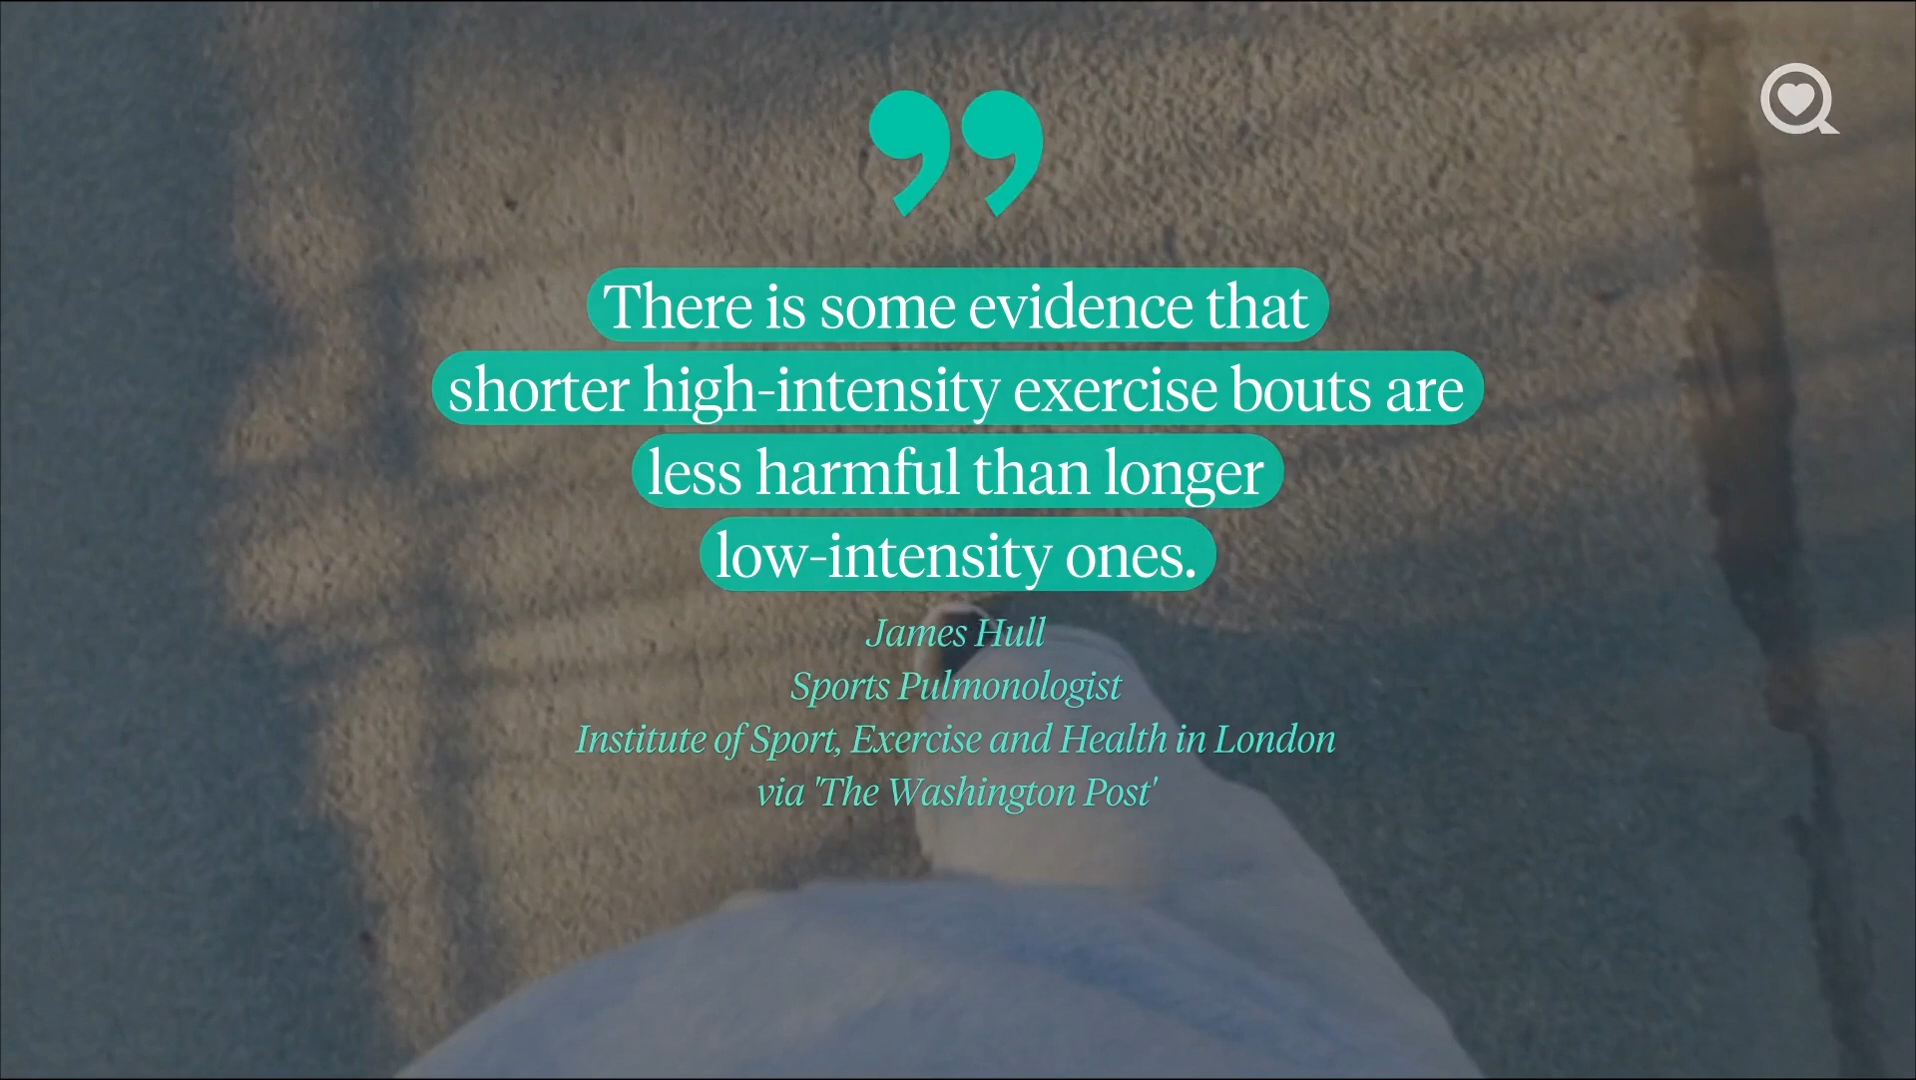 ”
There is some evidence that
shorter high-intensity exercise bouts are
less harmful than longer
low-intensity ones.
James Hull
Sports Pulmonologist
Institute of Sport, Exercise and Health in London
via 'The Washington Post'